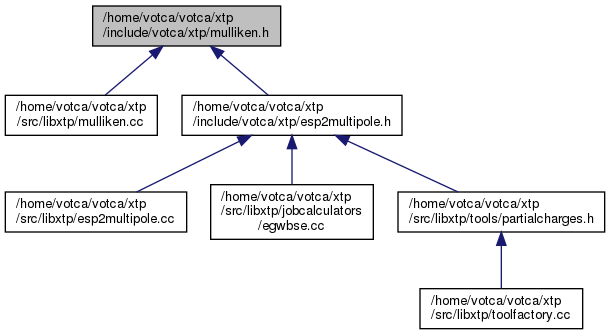 /home/votca/votca/xtp
/include/votca/xtp/mulliken.h
/home/votca/votca/xtp
/src/libxtp/mulliken.cc
/home/votca/votca/xtp
/include/votca/xtp/esp2multipole.h
/home/votca/votca/xtp
/src/libxtp/esp2multipole.cc
/home/votca/votca/xtp
/src/libxtp/jobcalculators
/egwbse.cc
/home/votca/votca/xtp
/src/libxtp/tools/partialcharges.h
/home/votca/votca/xtp
/src/libxtp/toolfactory.cc